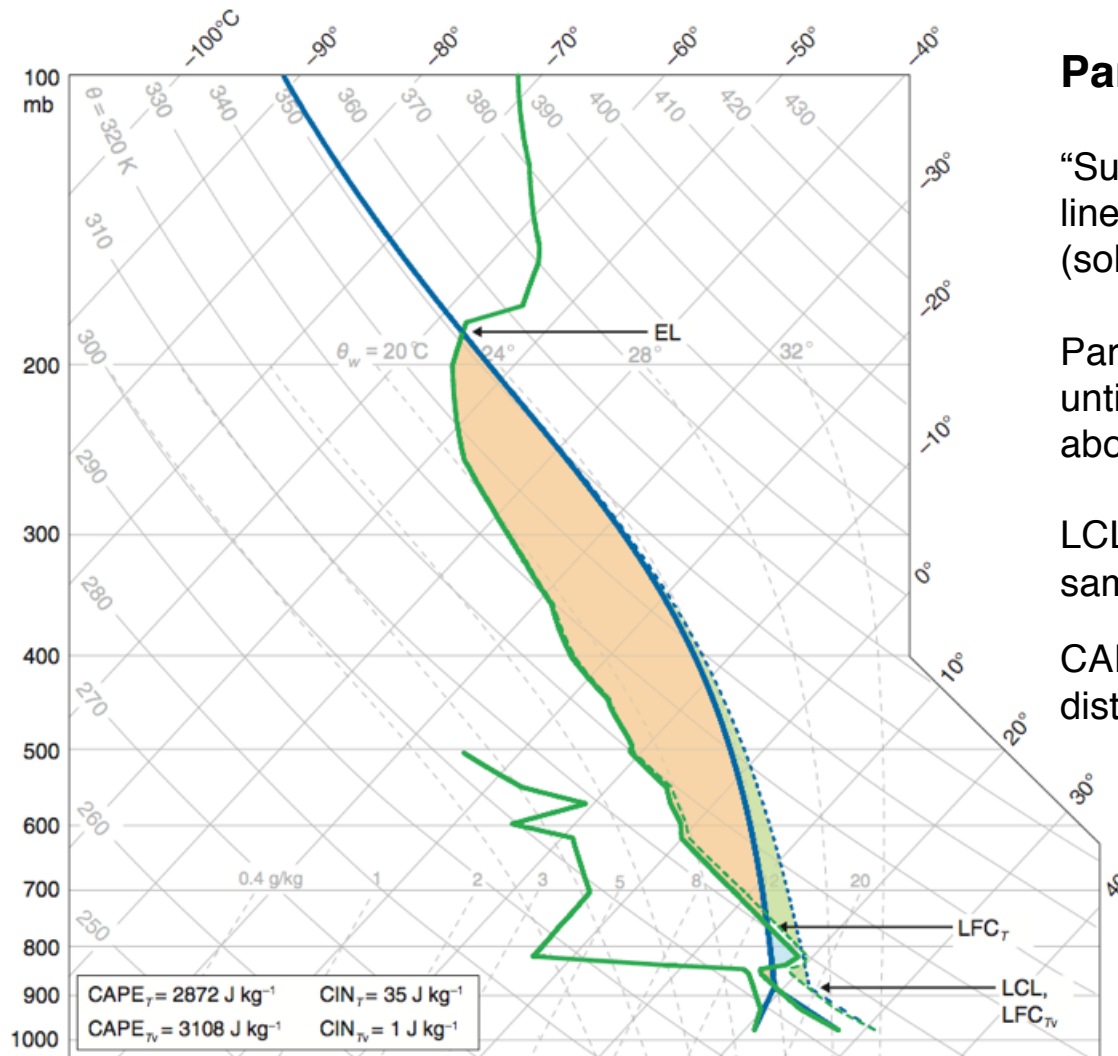 −100°C −90° −80° −70° −60° −50° −40°
100
mb
θ = 320 K 330 340 350 360 370 380 390 400 410 420 430
310
300
290
280
270
260
250
−30°
−20°
−10°
0°
10°
20°
30°
EL
θw = 20°C 24° 28° 32°
200
300
400
500
600
700
800
900
1000
0.4 g/kg 1 2 3 5 8 20
LFCT
LCL,
LFCTv
CAPET = 2872 J kg−1 CINT = 35 J kg−1
CAPETv = 3108 J kg−1 CINTv = 1 J kg−1
“Su
line
(sol
Par
unti
abo
LCL
sam
CAP
dist